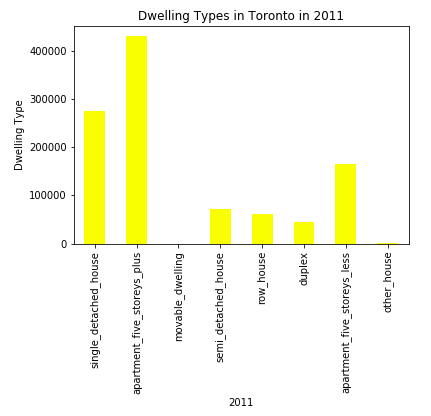 Dwelling Types in Toronto in 2011
Dwelling Type
400000
300000
200000
100000
0
single_detached_house
apartment_five_storeys_plus
movable_dwelling
semi_detached_house
row_house
duplex
apartment_five_storeys_less
other_house
2011